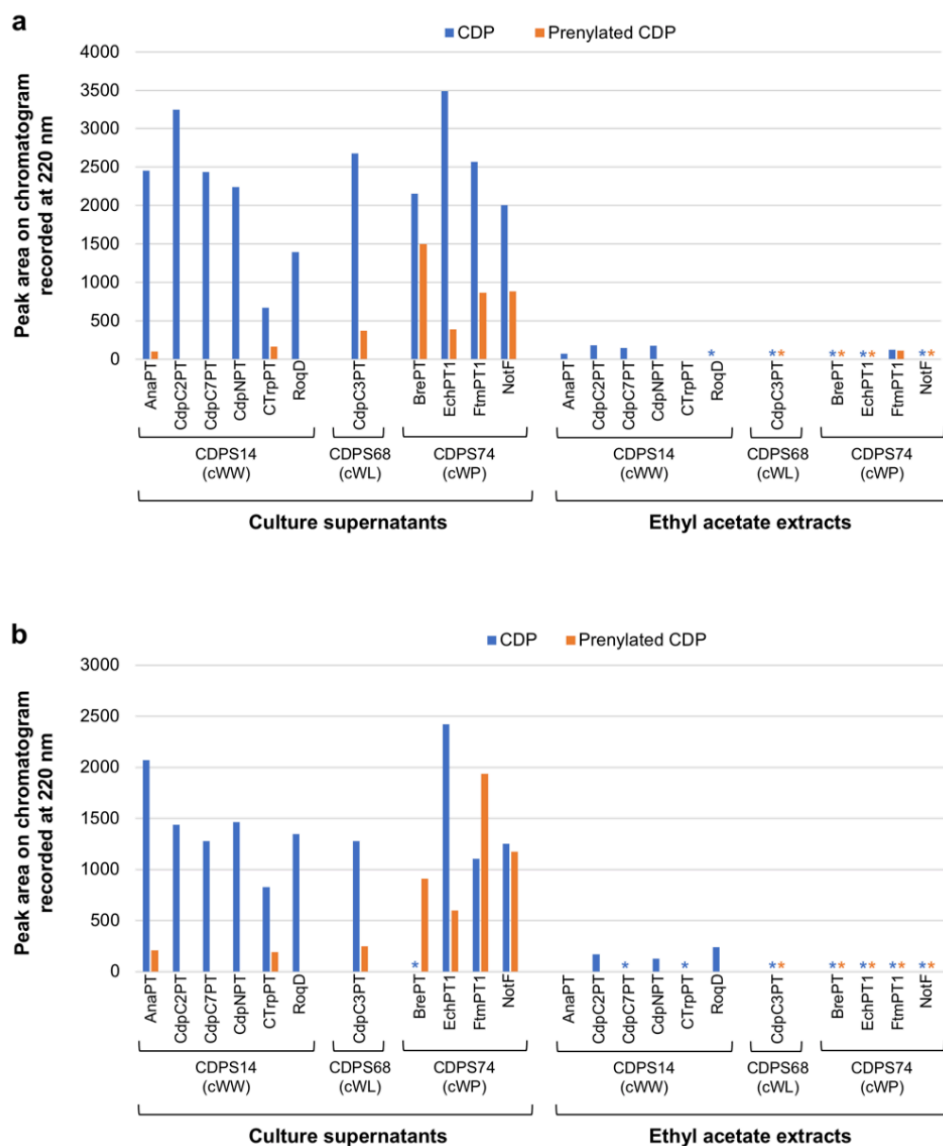 a
CDP Prenylated CDP
Peak area on chromatogram
recorded at 220 nm
4000
3500
3000
2500
2000
1500
1000
500
0
AnaPT CdpC2PT CdpC7PT CdpNPT CTrpPT RoqD CdpC3PT BrePT EchPT1 FtmPT1 NotF AnaPT CdpC2PT CdpC7PT CdpNPT CTrpPT RoqD CdpC3PT BrePT EchPT1 FtmPT1 NotF
* * * * * * * * *
CDPS14 CDPS68 CDPS74 CDPS14 CDPS68 CDPS74
(cWW) (cWL) (cWP) (cWW) (cWL) (cWP)
Culture supernatants Ethyl acetate extracts
b
CDP Prenylated CDP
Peak area on chromatogram
recorded at 220 nm
3000
2500
2000
1500
1000
500
0
* * * * * * * * * * * * *
AnaPT CdpC2PT CdpC7PT CdpNPT CTrpPT RoqD CdpC3PT BrePT EchPT1 FtmPT1 NotF AnaPT CdpC2PT CdpC7PT CdpNPT CTrpPT RoqD CdpC3PT BrePT EchPT1 FtmPT1 NotF
CDPS14 CDPS68 CDPS74 CDPS14 CDPS68 CDPS74
(cWW) (cWL) (cWP) (cWW) (cWL) (cWP)
Culture supernatants Ethyl acetate extracts